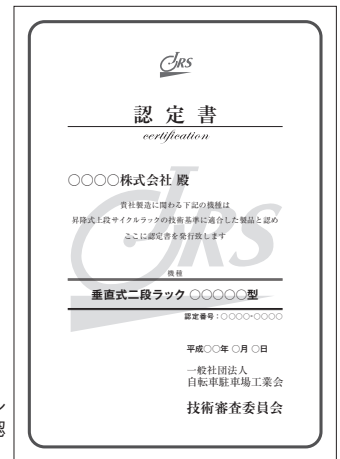 JRS
認定書
certification
○○○○株式会社 殿
貴社製造に関わる下記の機種は
昇降式上段サイクルラックの技術基準に適合した製品と認め
ここに認定書を発行致します
機種
垂直式二段ラック ○○○○○型
認定番号：○○○○-○○○○
平成○○年 ○月 ○日
一般社団法人
自転車駐車場工業会
技術審査委員会
ン
認